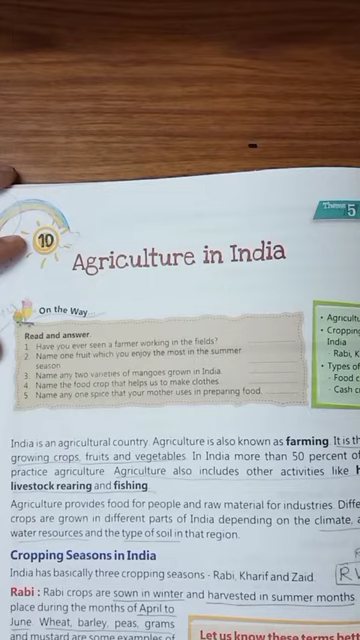 Theme 5
10
Agriculture in India
On the Way...
Read and answer.
1. Have you ever seen a farmer working in the fields?
2. Name one fruit which you enjoy the most in the summer
season
3. Name any two varieties of mangoes grown in India.
4. Name the food crop that helps us to make clothes.
5. Name any one spice that your mother uses in preparing food.
• Cropping
India
- Rabi, K
• Types of
- Food c
- Cash c
India is an agricultural country. Agriculture is also known as farming. It is th
growing crops, fruits and vegetables. In India more than 50 percent of
practice agriculture. Agriculture also includes other activities like
livestock rearing and fishing.
Agriculture provides food for people and raw material for industries. Diffe
crops are grown in different parts of India depending on the climate,
water resources and the type of soil in that region.
Cropping Seasons in India
India has basically three cropping seasons - Rabi, Kharif and Zaid.
Rabi : Rabi crops are sown in winter and harvested in summer months
place during the months of April to
June. Wheat, barley, peas, grams
and mustard are some examples of
Let us know these terms bett